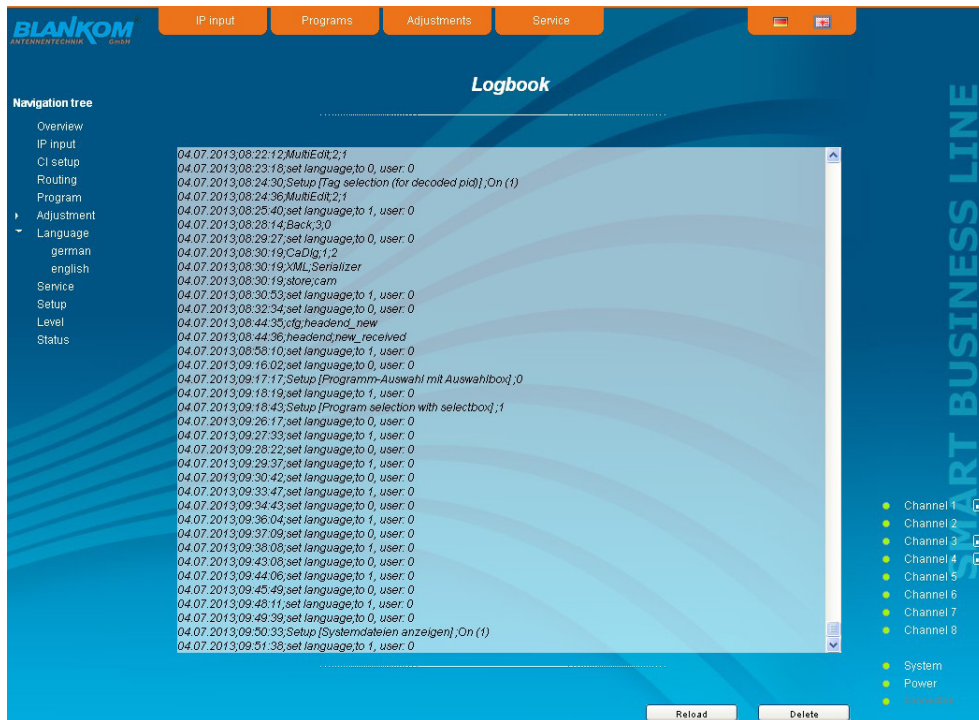 BLANKOM
ANTENNENTECHNIK GmbH
IP input
Programs
Adjustments
Service
Logbook
Navigation tree
Overview
IP input
CI setup
Routing
Program
Adjustment
Language
german
english
Service
Setup
Level
Status
04.07.2013;08:22:12;MultiEdit;2;1
04.07.2013;08:23:18;set language;to 0, user: 0
04.07.2013;08:24:30;Setup [Tag selection (for decoded pid)] ;On (1)
04.07.2013;08:24:36;MultiEdit;2;1
04.07.2013;08:25:40;set language;to 1, user: 0
04.07.2013;08:28:14;Back;3;0
04.07.2013;08:29:27;set language;to 0, user: 0
04.07.2013;08:30:19;CaDlg;1;2
04.07.2013;08:30:19;XML;Serializer
04.07.2013;08:30:19;store;cam
04.07.2013;08:30:53;set language;to 1, user: 0
04.07.2013;08:32:34;set language;to 0, user: 0
04.07.2013;08:44:35;cfg;headend_new
04.07.2013;08:44:36;headend;new_received
04.07.2013;08:58:10;set language;to 1, user: 0
04.07.2013;09:16:02;set language;to 0, user: 0
04.07.2013;09:17:17;Setup [Programm-Auswahl mit Auswahlbox] ;0
04.07.2013;09:18:19;set language;to 1, user: 0
04.07.2013;09:18:43;Setup [Program selection with selectbox] ;1
04.07.2013;09:26:17;set language;to 0, user: 0
04.07.2013;09:27:33;set language;to 1, user: 0
04.07.2013;09:28:22;set language;to 0, user: 0
04.07.2013;09:29:37;set language;to 1, user: 0
04.07.2013;09:30:42;set language;to 0, user: 0
04.07.2013;09:33:47;set language;to 1, user: 0
04.07.2013;09:34:43;set language;to 0, user: 0
04.07.2013;09:36:04;set language;to 1, user: 0
04.07.2013;09:37:09;set language;to 0, user: 0
04.07.2013;09:38:08;set language;to 1, user: 0
04.07.2013;09:43:08;set language;to 0, user: 0
04.07.2013;09:44:06;set language;to 1, user: 0
04.07.2013;09:45:49;set language;to 0, user: 0
04.07.2013;09:48:11;set language;to 1, user: 0
04.07.2013;09:49:39;set language;to 0, user: 0
04.07.2013;09:50:33;Setup [Systemdateien anzeigen] ;On (1)
04.07.2013;09:51:38;set language;to 1, user: 0
Reload
Delete
SMART BUSINESS LINE
Channel 1
Channel 2
Channel 3
Channel 4
Channel 5
Channel 6
Channel 7
Channel 8
System
Power